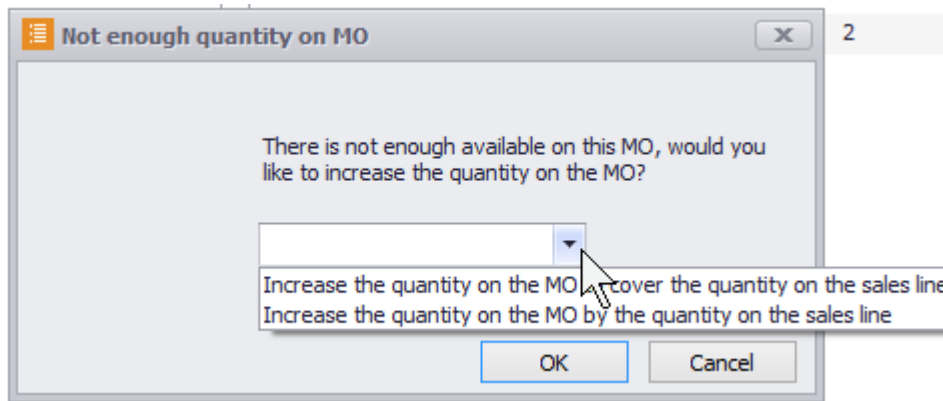 Not enough quantity on MO
2
There is not enough available on this MO, would you
like to increase the quantity on the MO?
Increase the quantity on the MO cover the quantity on the sales line
Increase the quantity on the MO by the quantity on the sales line
OK
Cancel